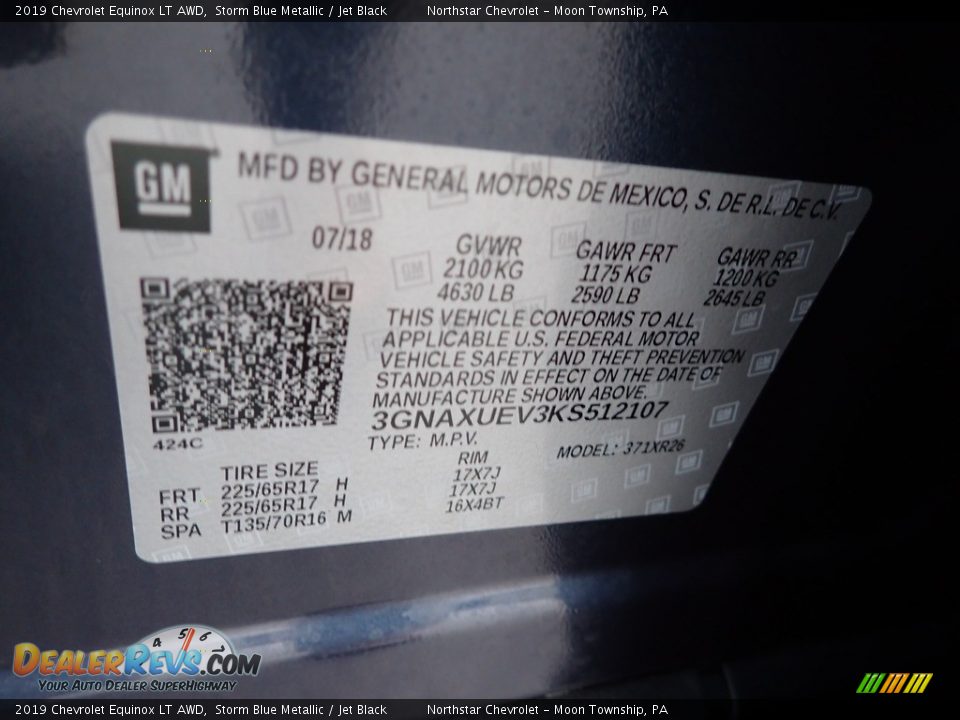 2019 Chevrolet Equinox LT AWD, Storm Blue Metallic / Jet Black Northstar Chevrolet – Moon Township, PA
GM MFD BY GENERAL MOTORS DE MEXICO, S. DE R.L. DE C.V.
07/18 GVWR GAWR FRT GAWR RR
2100 KG 1175 KG 1200 KG
4630 LB 2590 LB 2645 LB
THIS VEHICLE CONFORMS TO ALL
APPLICABLE U.S. FEDERAL MOTOR
VEHICLE SAFETY AND THEFT PREVENTION
STANDARDS IN EFFECT ON THE DATE OF
MANUFACTURE SHOWN ABOVE.
3GNAXUEV3KS512107
424C TYPE: M.P.V. MODEL: 371XR26
TIRE SIZE RIM
FRT 225/65R17 H 17X7J
RR 225/65R17 H 17X7J
SPA T135/70R16 M 16X4BT
4 5 6
DealerRevs.com
Your Auto Dealer SuperHighway
2019 Chevrolet Equinox LT AWD, Storm Blue Metallic / Jet Black Northstar Chevrolet – Moon Township, PA